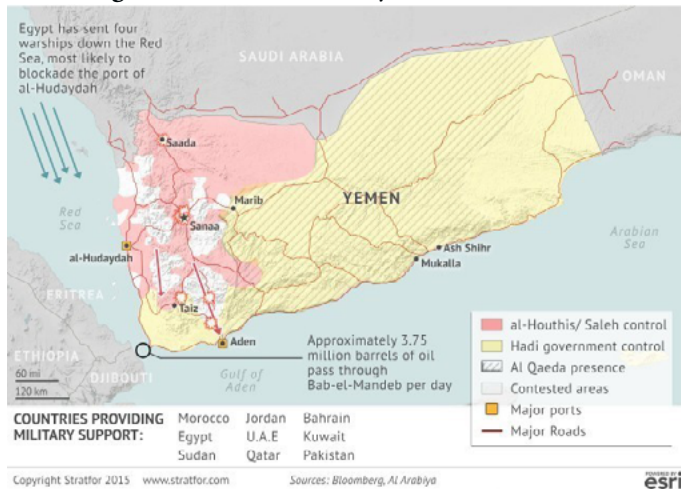 Egypt has sent four
warships down the Red
Sea, most likely to
blockade the port of
al-Hudaydah
SAUDI ARABIA
OMAN
Saada
YEMEN
Marib
Red
Sea
Sanaa
Arabian
Sea
al-Hudaydah
Ash Shihr
Mukalla
ERITREA
Taiz
Aden
al-Houthis/ Saleh control
Hadi government control
Al Qaeda presence
Contested areas
Major ports
Major Roads
Approximately 3.75
million barrels of oil
pass through
Bab-el-Mandeb per day
ETHIOPIA
DJIBOUTI
Gulf of
Aden
60 mi
120 km
COUNTRIES PROVIDING
MILITARY SUPPORT:
Morocco Jordan Bahrain
Egypt U.A.E Kuwait
Sudan Qatar Pakistan
Copyright Stratfor 2015 www.stratfor.com Sources: Bloomberg, Al Arabiya
POWERED BY
esri